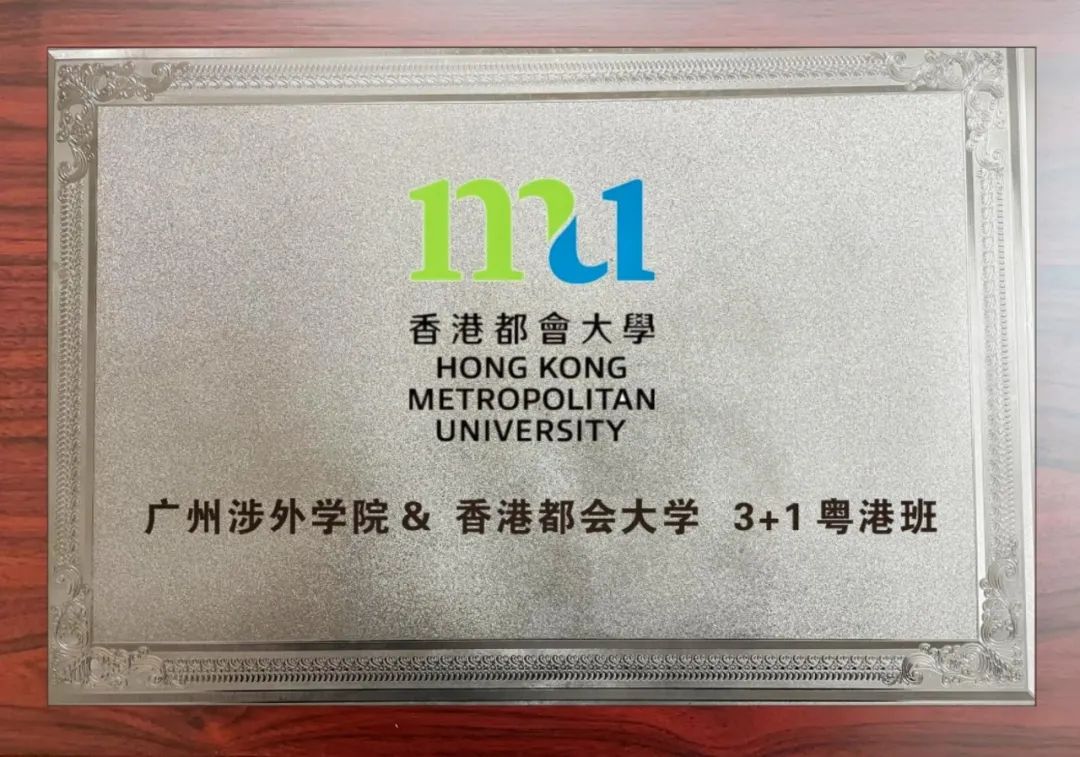 mu
香港都會大學
HONG KONG
METROPOLITAN
UNIVERSITY
广州涉外学院 & 香港都会大学 3+1 粤港班